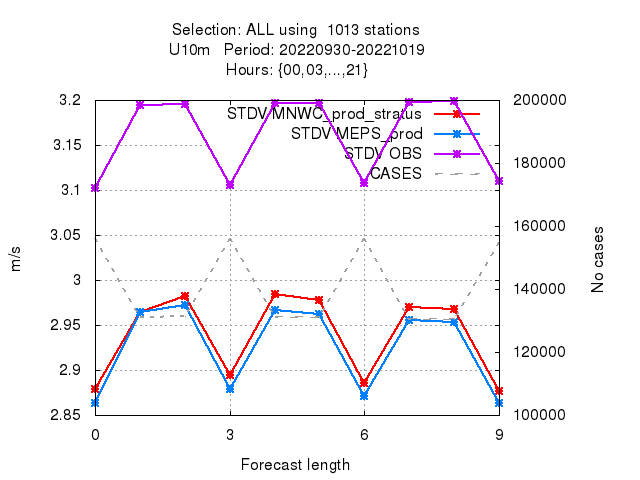 Selection: ALL using  1013 stations
U10m   Period: 20220930-20221019
Hours: {00,03,...,21}
3.2
3.15
3.1
3.05
3
2.95
2.9
2.85
200000
180000
160000
140000
120000
100000
STDV MNWC_prod_stratus
STDV MEPS_prod
STDV OBS
CASES
m/s
No cases
0 3 6 9
Forecast length